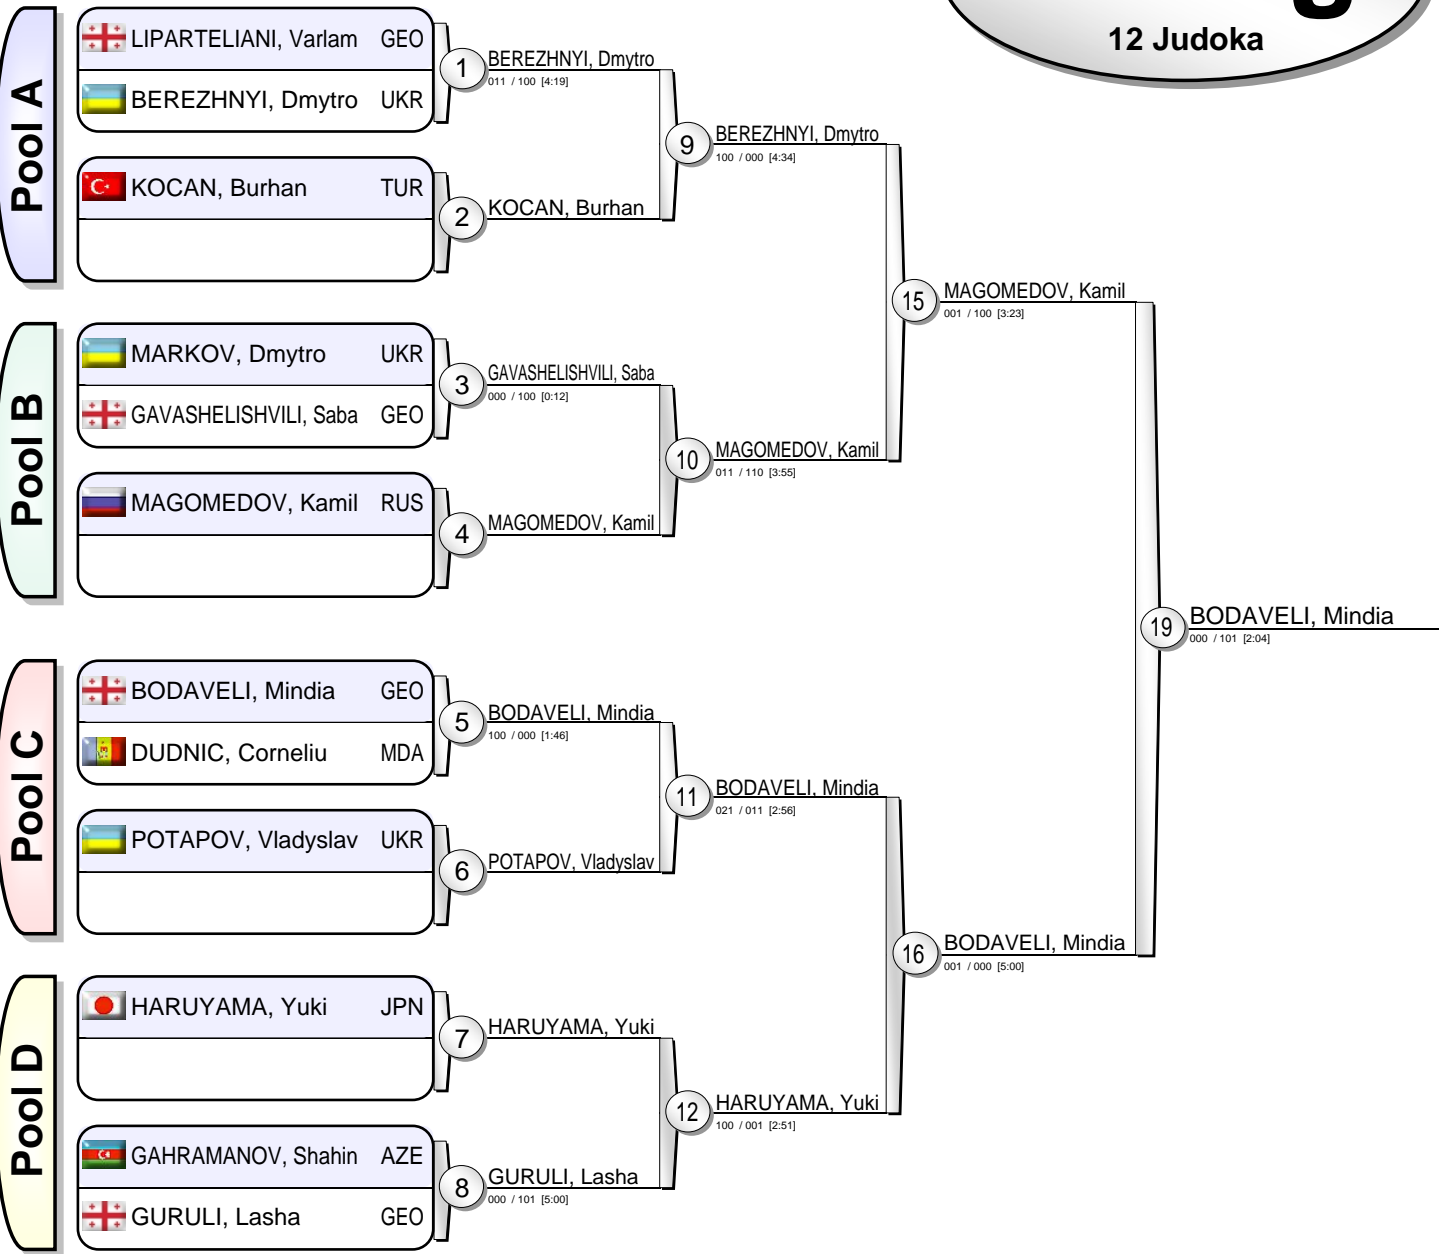 12 Judoka
Pool A
LIPARTELIANI, Varlam GEO
BEREZHNYI, Dmytro UKR
KOCAN, Burhan TUR
1
BEREZHNYI, Dmytro
011 / 100 [4:19]
2
KOCAN, Burhan
9
BEREZHNYI, Dmytro
100 / 000 [4:34]
Pool B
MARKOV, Dmytro UKR
GAVASHELISHVILI, Saba GEO
MAGOMEDOV, Kamil RUS
3
GAVASHELISHVILI, Saba
000 / 100 [0:12]
4
MAGOMEDOV, Kamil
10
MAGOMEDOV, Kamil
011 / 110 [3:55]
15
MAGOMEDOV, Kamil
001 / 100 [3:23]
Pool C
BODAVELI, Mindia GEO
DUDNIC, Corneliu MDA
POTAPOV, Vladyslav UKR
5
BODAVELI, Mindia
100 / 000 [1:46]
6
POTAPOV, Vladyslav
11
BODAVELI, Mindia
021 / 011 [2:56]
Pool D
HARUYAMA, Yuki JPN
GAHRAMANOV, Shahin AZE
GURULI, Lasha GEO
7
HARUYAMA, Yuki
8
GURULI, Lasha
000 / 101 [5:00]
12
HARUYAMA, Yuki
100 / 001 [2:51]
16
BODAVELI, Mindia
001 / 000 [5:00]
19
BODAVELI, Mindia
000 / 101 [2:04]